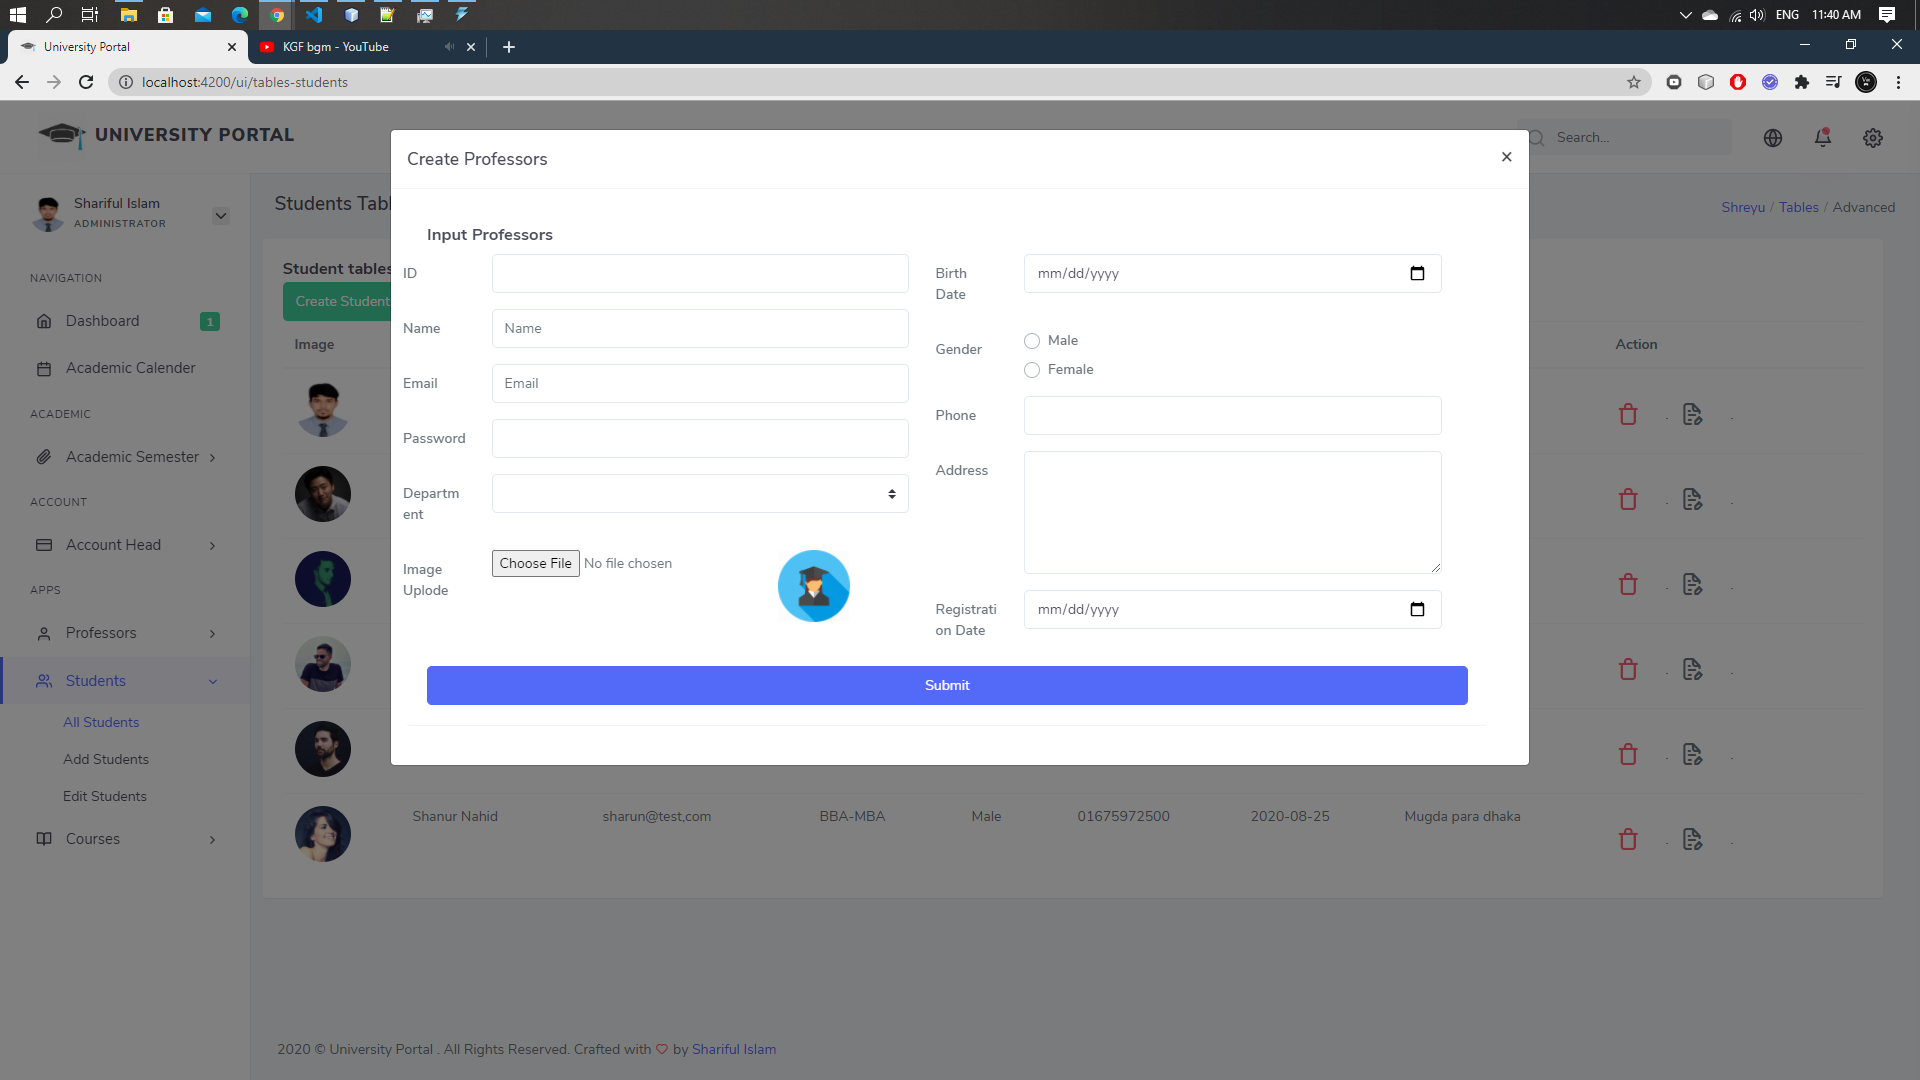 ENG
11:40 AM
University Portal
KGF bgm - YouTube
localhost:4200/ui/tables-students
UNIVERSITY PORTAL
Search...
Shariful Islam
ADMINISTRATOR
NAVIGATION
Dashboard
1
Academic Calender
ACADEMIC
Academic Semester
ACCOUNT
Account Head
APPS
Professors
Students
All Students
Add Students
Edit Students
Courses
Students Tabl
Shreyu / Tables / Advanced
Student tables
Create Student
Image
Action
Create Professors
×
Input Professors
ID
Name
Name
Email
Email
Password
Departm
ent
Image
Uplode
Choose File No file chosen
Birth
Date
mm/dd/yyyy
Gender
Male
Female
Phone
Address
Registrati
on Date
mm/dd/yyyy
Submit
Shanur Nahid sharun@test,com BBA-MBA Male 01675972500 2020-08-25 Mugda para dhaka
2020 © University Portal . All Rights Reserved. Crafted with by Shariful Islam